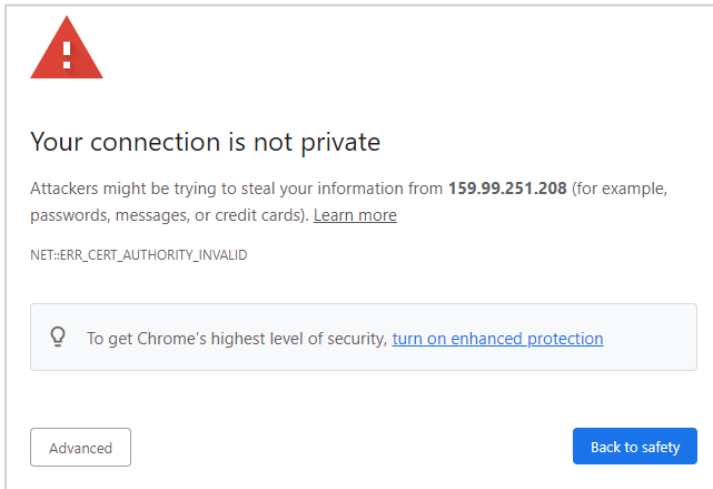 Your connection is not private
Attackers might be trying to steal your information from 159.99.251.208 (for example,
passwords, messages, or credit cards). Learn more
NET::ERR_CERT_AUTHORITY_INVALID
To get Chrome's highest level of security, turn on enhanced protection
Advanced
Back to safety